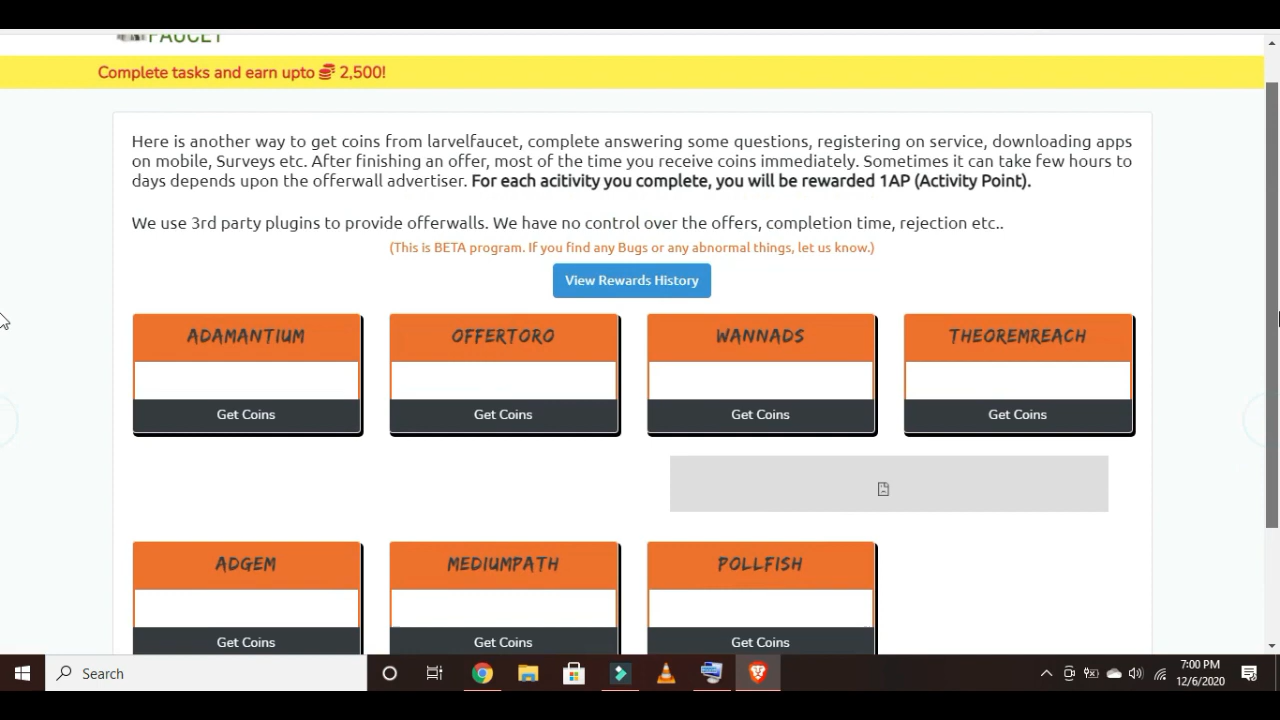 FAUCET
Complete tasks and earn upto 2,500!
Here is another way to get coins from larvelfaucet, complete answering some questions, registering on service, downloading apps
on mobile, Surveys etc. After finishing an offer, most of the time you receive coins immediately. Sometimes it can take few hours to
days depends upon the offerwall advertiser. For each acitivity you complete, you will be rewarded 1AP (Activity Point).
We use 3rd party plugins to provide offerwalls. We have no control over the offers, completion time, rejection etc..
(This is BETA program. If you find any Bugs or any abnormal things, let us know.)
View Rewards History
ADAMANTIUM OFFERTORO WANNADS THEOREMREACH
Get Coins Get Coins Get Coins Get Coins
ADGEM MEDIUMPATH POLLFISH
Get Coins Get Coins Get Coins
Search
7:00 PM
12/6/2020